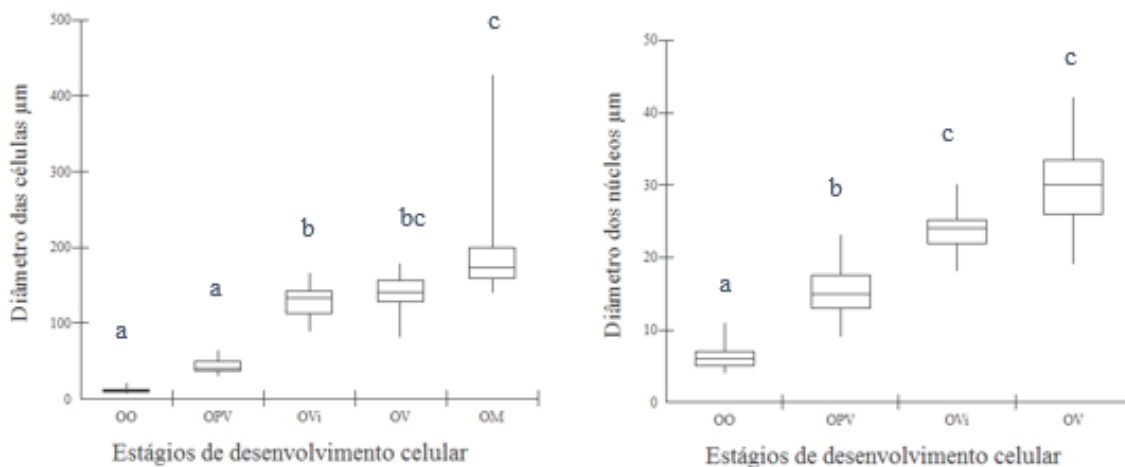 Diâmetro das células µm
500
400
300
200
100
0
a
a
b
bc
c
OO OPV OVi OV OM
Estágios de desenvolvimento celular
Diâmetro dos núcleos µm
50
40
30
20
10
0
a
b
c
c
OO OPV OVi OV
Estágios de desenvolvimento celular